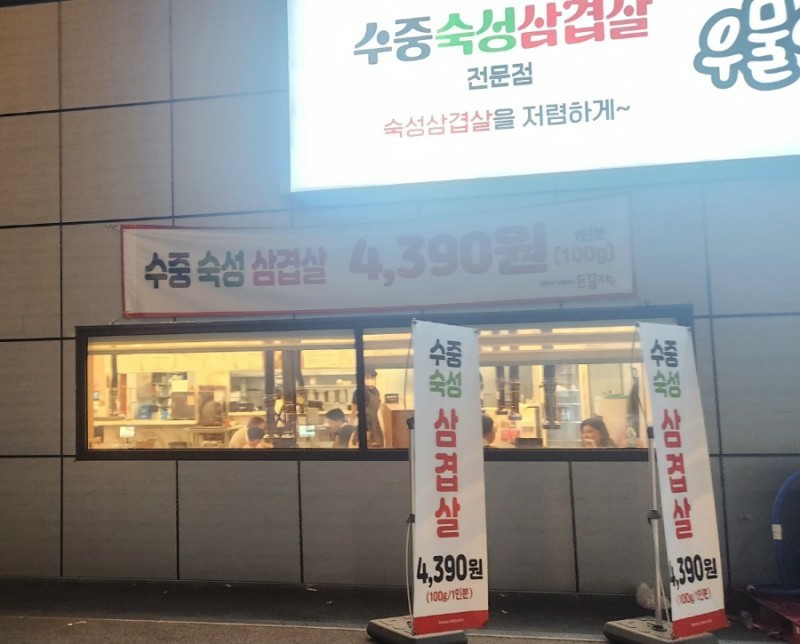 수중숙성삼겹살
전문점
숙성삼겹살을 저렴하게~
수중 숙성 삼겹살 4,390원 1인분
(100g)
수중
숙성
삼
겹
살
4,390원
(100g/1인분)
수중
숙성
삼
겹
살
4,390원
(100g/1인분)